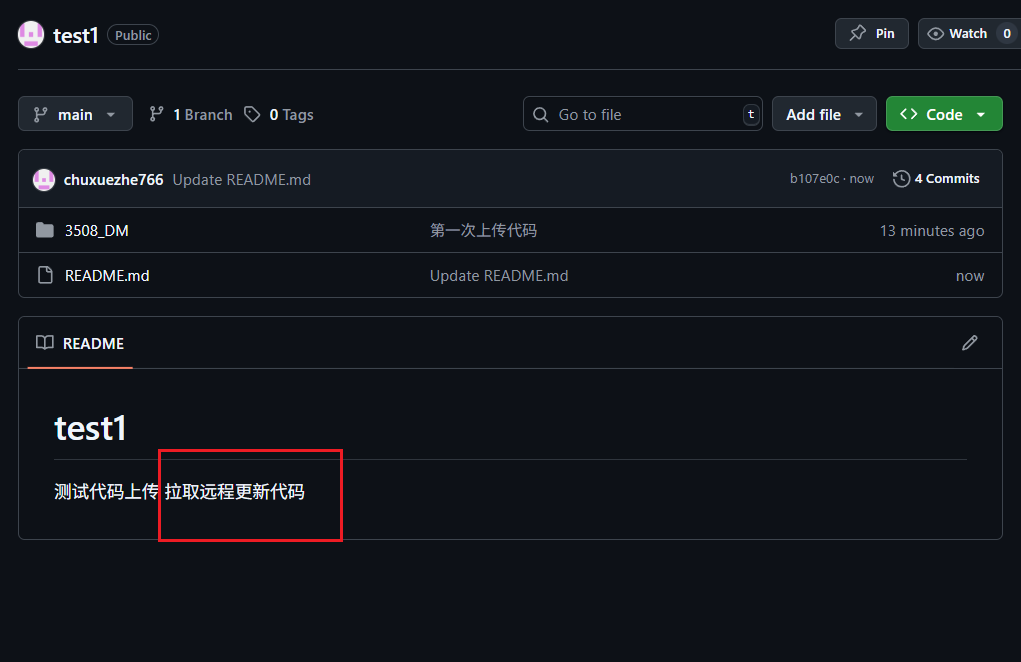 test1 Public Pin Watch 0
main 1 Branch 0 Tags Go to file t Add file Code
chuxuezhe766 Update README.md b107e0c · now 4 Commits
3508_DM 第一次上传代码 13 minutes ago
README.md Update README.md now
README
test1
测试代码上传 拉取远程更新代码